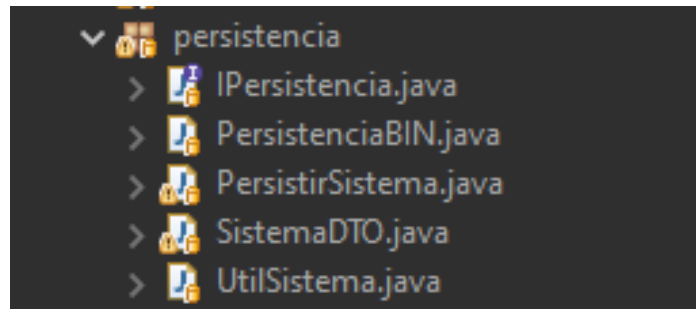 persistencia
IPersistencia.java
PersistenciaBIN.java
PersistirSistema.java
SistemaDTO.java
UtilSistema.java